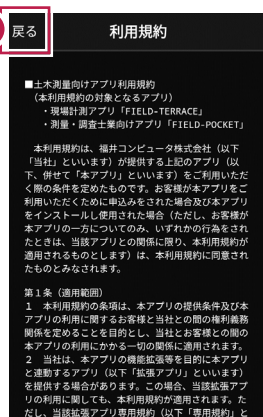 戻る
利用規約
■土木測量向けアプリ利用規約
（本利用規約の対象となるアプリ）
・現場計測アプリ「FIELD-TERRACE」
・測量・調査士業向けアプリ「FIELD-POCKET」
本利用規約は、福井コンピュータ株式会社（以下
「当社」といいます）が提供する上記のアプリ（以
下、併せて「本アプリ」といいます）をご利用いただ
く際の条件を定めたものです。お客様が本アプリをご
利用いただくために申込みをされた場合及び本アプリ
をインストールし使用された場合（ただし、お客様が
本アプリの一方についてのみ、いずれかの行為をされ
たときは、当該アプリとの関係に限り、本利用規約が
適用されるものとします）は、本利用規約に同意され
たものとみなされます。
第１条（適用範囲）
１　本利用規約の条項は、本アプリの提供条件及び本
アプリの利用に関するお客様と当社との間の権利義務
関係を定めることを目的とし、当社とお客様との間の
本アプリの利用にかかる一切の関係に適用されます。
２　当社は、本アプリの機能拡張等を目的に本アプリ
と連動するアプリ（以下「拡張アプリ」といいます）
を提供する場合があります。この場合、当該拡張アプ
リの利用に関しても、本利用規約が適用されます。た
だし、当該拡張アプリ専用規約（以下「専用規約」と